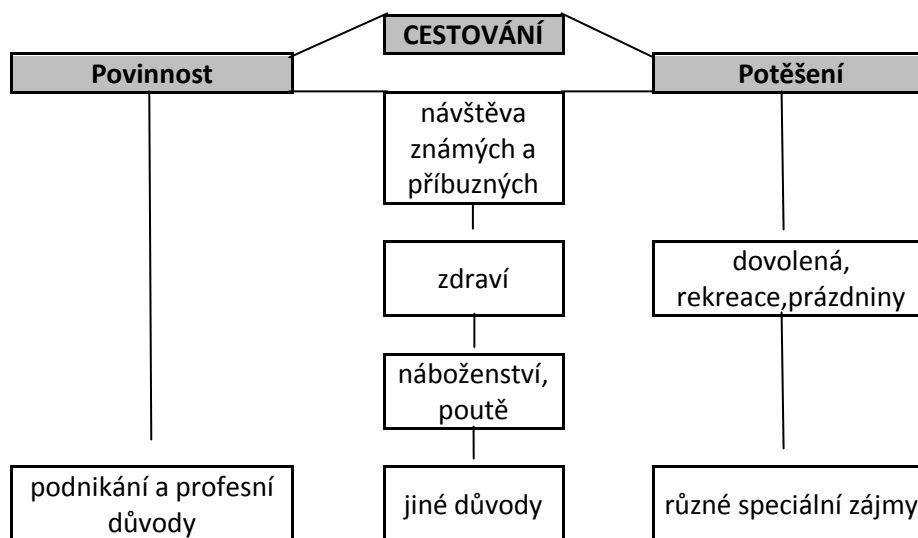 CESTOVÁNÍ
Povinnost
Potěšení
návštěva
známých a
příbuzných
zdraví
dovolená,
rekreace,prázdniny
náboženství,
poutě
podnikání a profesní
důvody
jiné důvody
různé speciální zájmy